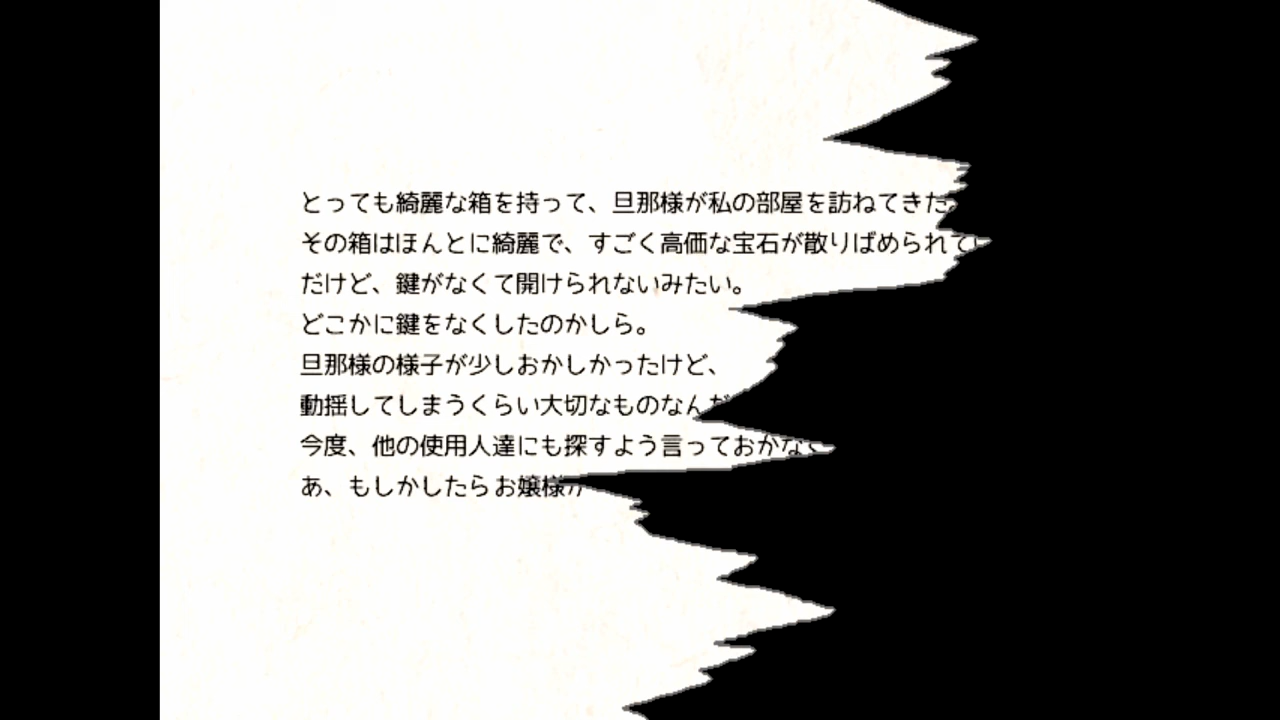 とっても綺麗な箱を持って、旦那様が私の部屋を訪ねてきた
その箱はほんとに綺麗で、すごく高価な宝石が散りばめられて
だけど、鍵がなくて開けられないみたい。
どこかに鍵をなくしたのかしら。
旦那様の様子が少しおかしかったけど、
動揺してしまうくらい大切なものなんだ
今度、他の使用人達にも探すよう言っておかな
あ、もしかしたらお嬢様が